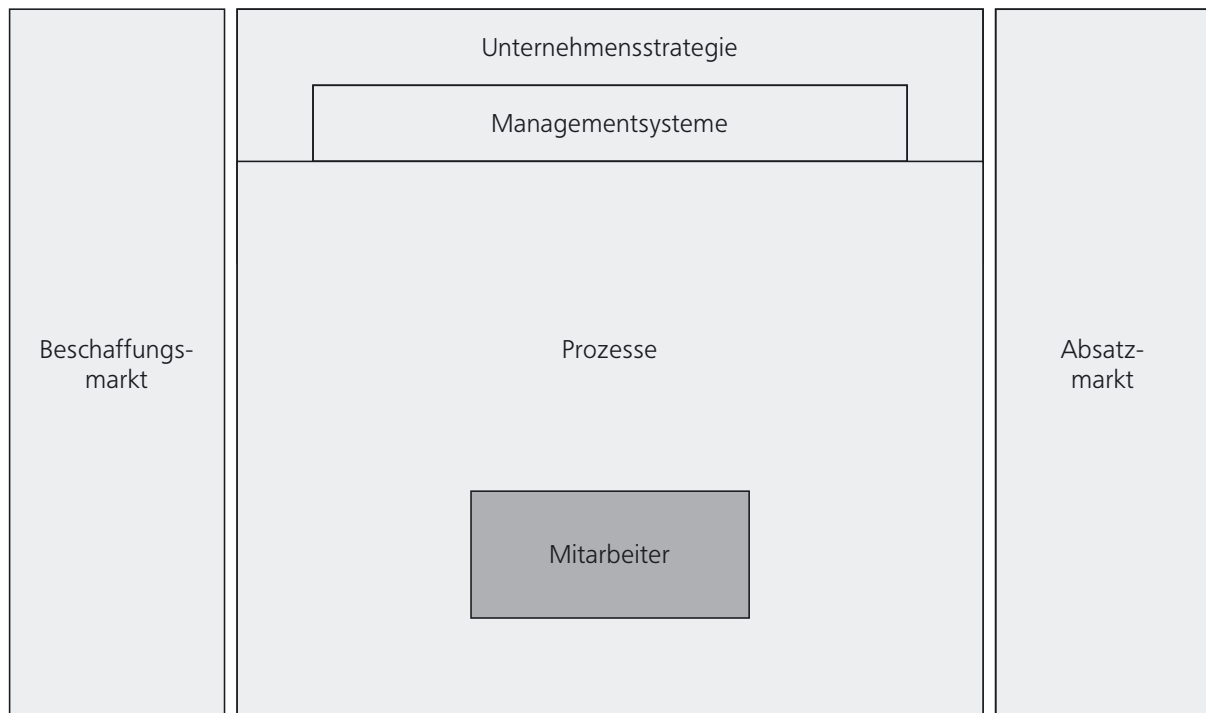 Unternehmensstrategie
Managementsysteme
Beschaffungs-
markt
Prozesse
Absatz-
markt
Mitarbeiter